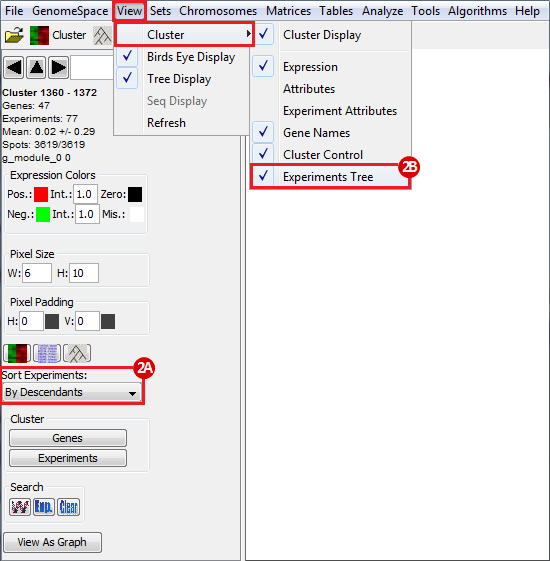 File GenomeSpace View Sets Chromosomes Matrices Tables Analyze Tools Algorithms Help
Cluster
Cluster
Birds Eye Display
Tree Display
Seq Display
Refresh
Cluster Display
Expression
Attributes
Experiment Attributes
Gene Names
Cluster Control
2B
Experiments Tree
Cluster 1360 - 1372
Genes: 47
Experiments: 77
Mean: 0.02 +/- 0.29
Spots: 3619/3619
g_module_0 0
Expression Colors
Pos.: Int.: 1.0 Zero:
Neg.: Int.: 1.0 Mis.:
Pixel Size
W: 6 H: 10
Pixel Padding
H: 0 V: 0
2A
Sort Experiments:
By Descendants
Cluster
Genes
Experiments
Search
Exp. Clear
View As Graph